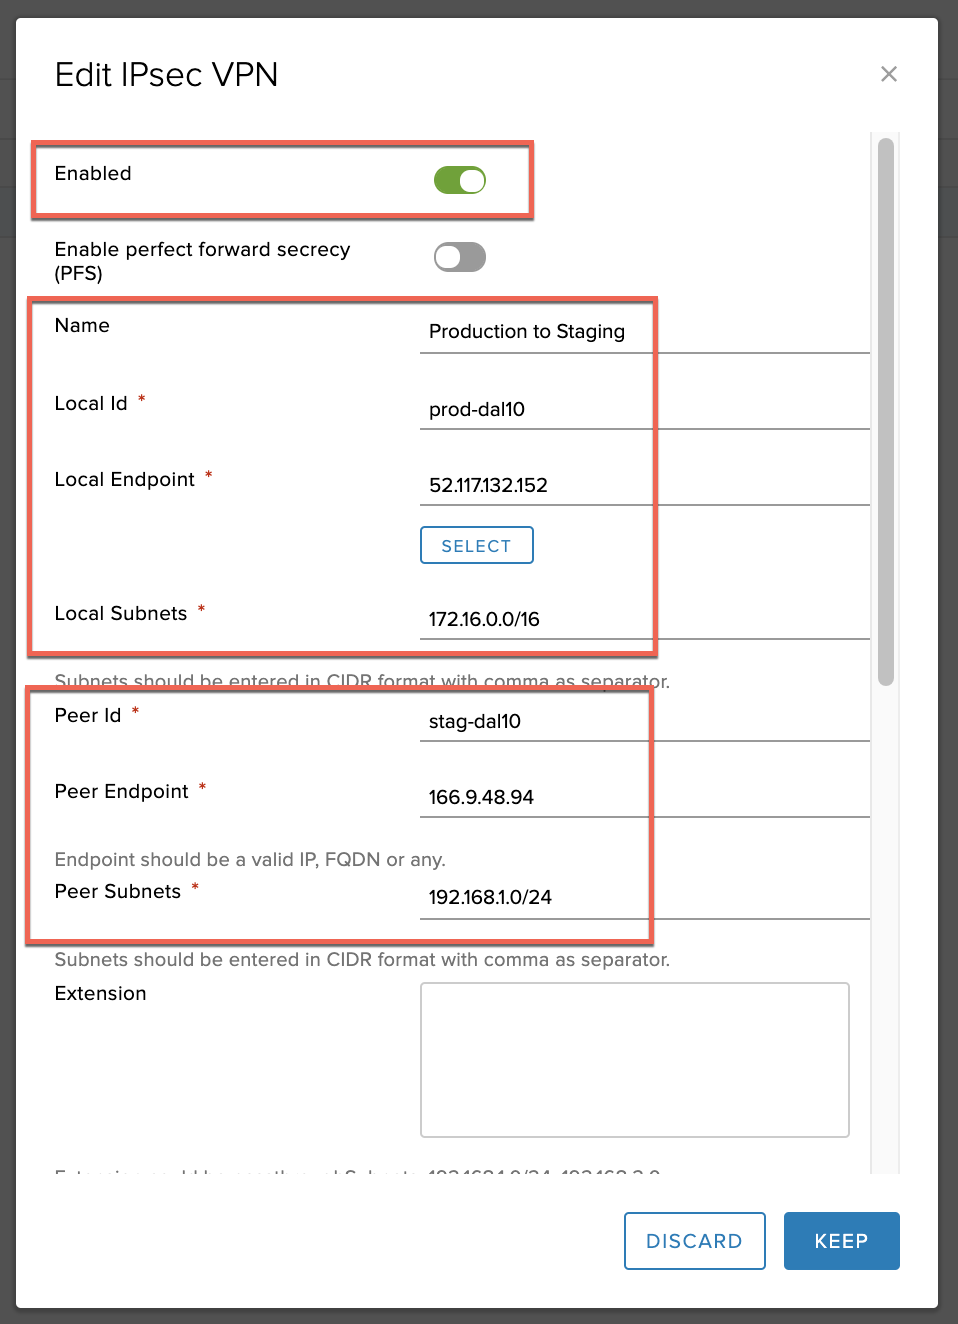 Edit IPsec VPN
Enabled
Enable perfect forward secrecy
(PFS)
Name
Production to Staging
Local Id *
prod-dal10
Local Endpoint *
52.117.132.152
SELECT
Local Subnets *
172.16.0.0/16
Subnets should be entered in CIDR format with comma as separator.
Peer Id *
stag-dal10
Peer Endpoint *
166.9.48.94
Endpoint should be a valid IP, FQDN or any.
Peer Subnets *
192.168.1.0/24
Subnets should be entered in CIDR format with comma as separator.
Extension
DISCARD
KEEP